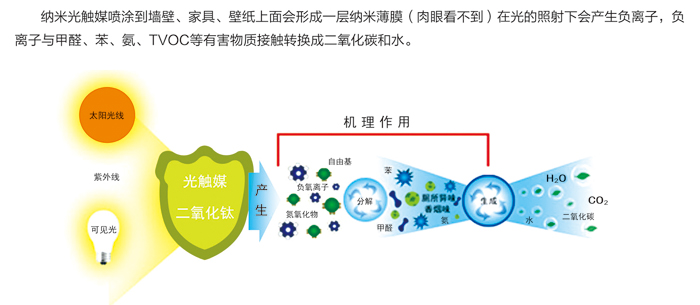 纳米光触媒喷涂到墙壁、家具、壁纸上面会形成一层纳米薄膜（肉眼看不到）在光的照射下会产生负离子，负
离子与甲醛、苯、氨、TVOC等有害物质接触转换成二氧化碳和水。
机理作用
太阳光线
紫外线
可见光
光触媒
二氧化钛
产生
自由基
负氧离子
氮氧化物
分解
苯
厕所异味
香烟味
甲醛
氨
生成
H₂O
CO₂
二氧化碳
水